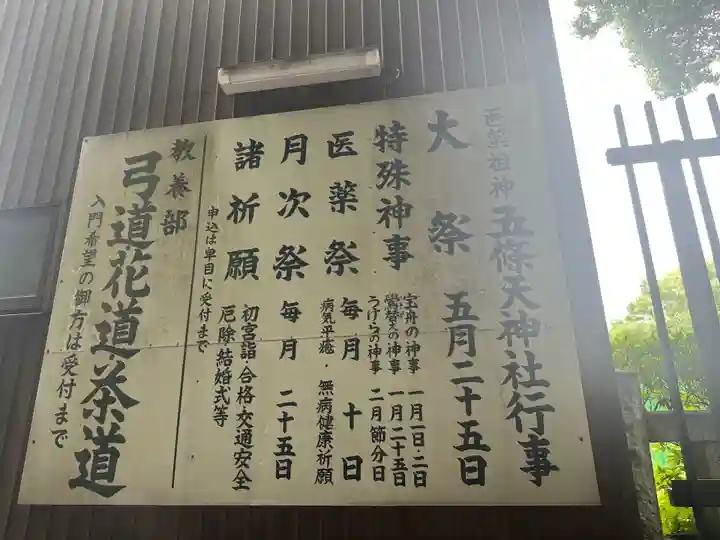 医薬祖神 五條天神社行事
大祭 五月二十五日
特殊神事
宝舟の神事 一月一日・二日
鷽替えの神事 一月二十五日
うけらの神事 二月節分日
医薬祭 毎月十日
病気平癒・無病健康祈願
月次祭 毎月二十五日
諸祈願
初宮詣・合格・交通安全
厄除結婚式等
申込は早目に受付まで
教養部
弓道花道茶道
入門希望の御方は受付まで